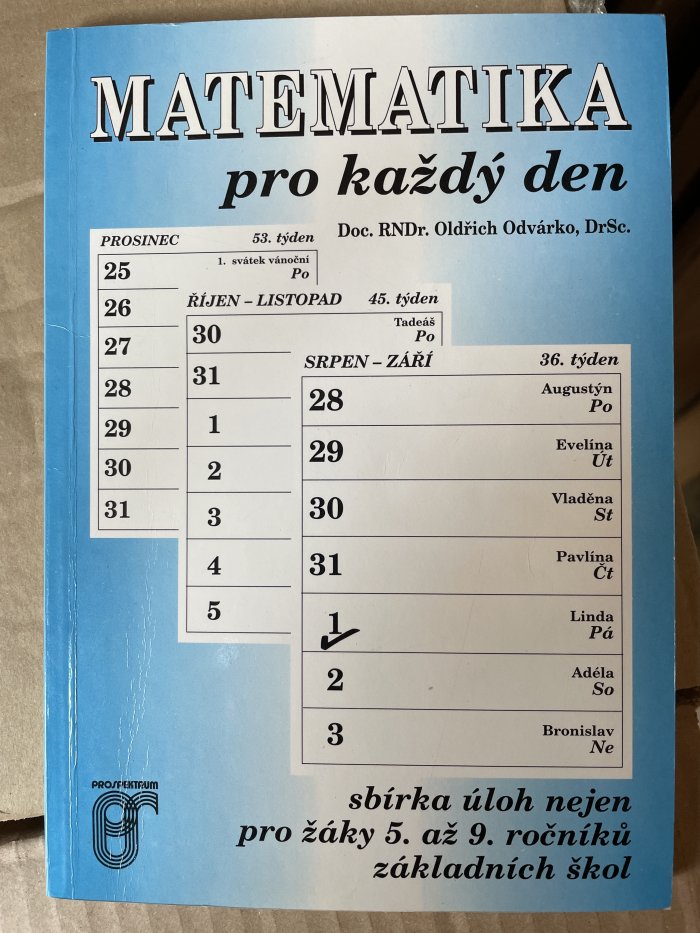 MATEMATIKA
pro každý den
Doc. RNDr. Oldřich Odvárko, DrSc.
PROSINEC 53. týden
25 1. svátek vánoční
Po
26
27
28
29
30
31
ŘÍJEN – LISTOPAD 45. týden
30 Tadeáš
Po
31
1
2
3
4
5
SRPEN – ZÁŘÍ 36. týden
28 Augustýn
Po
29 Evelína
Út
30 Vladěna
St
31 Pavlína
Čt
1 Linda
Pá
2 Adéla
So
3 Bronislav
Ne
PROSPEKTRUM
sbírka úloh nejen
pro žáky 5. až 9. ročníků
základních škol